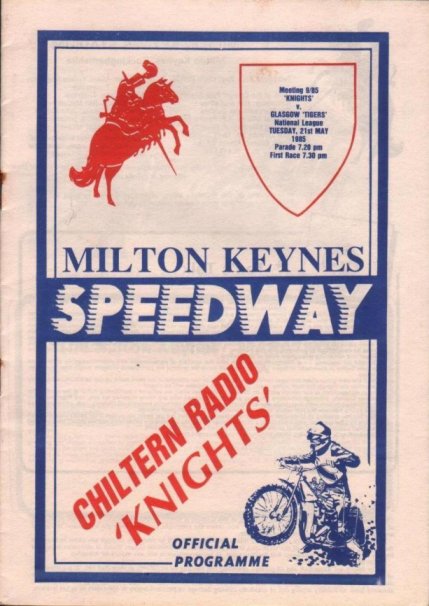 Meeting 9/85
'KNIGHTS'
v.
GLASGOW 'TIGERS'
National League
TUESDAY, 21st MAY
1985
Parade 7.20 pm
First Race 7.30 pm
MILTON KEYNES
SPEEDWAY
CHILTERN RADIO
'KNIGHTS'
OFFICIAL
PROGRAMME